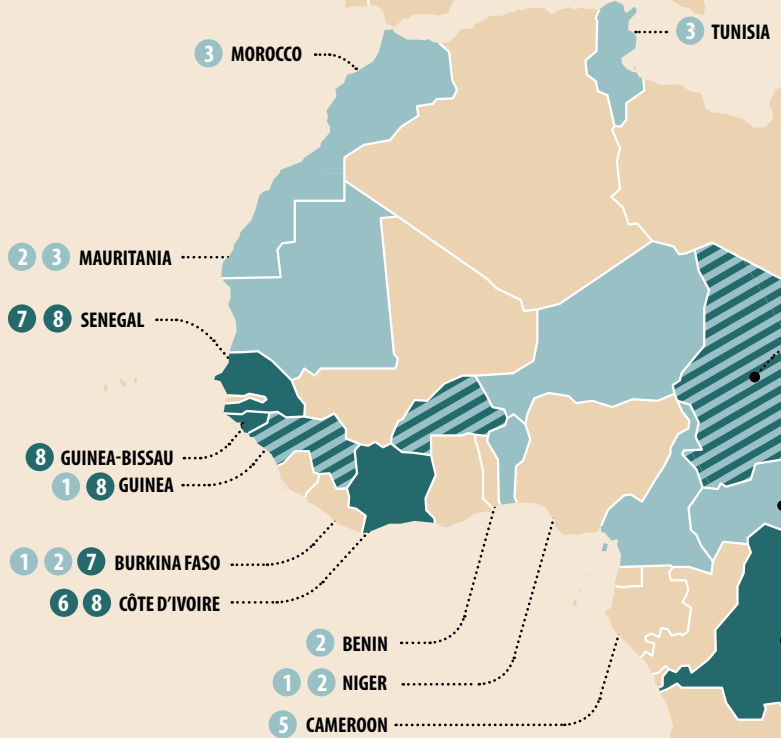 3 MOROCCO
3 TUNISIA
2 3 MAURITANIA
7 8 SENEGAL
8 GUINEA-BISSAU
1 8 GUINEA
1 2 7 BURKINA FASO
6 8 CÔTE D'IVOIRE
2 BENIN
1 2 NIGER
5 CAMEROON